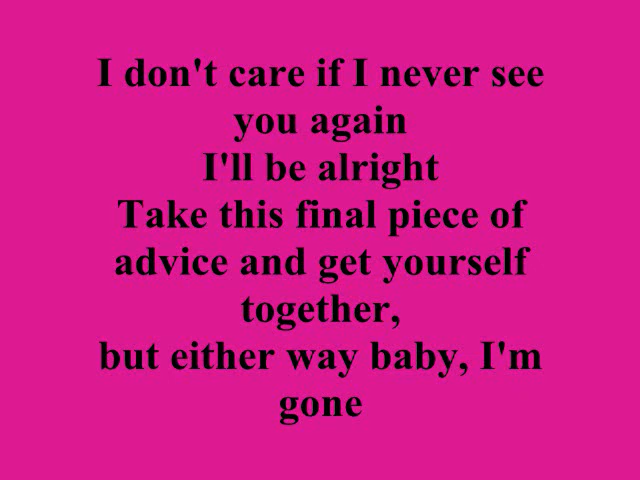 I don't care if I never see
you again
I'll be alright
Take this final piece of
advice and get yourself
together,
but either way baby, I'm
gone